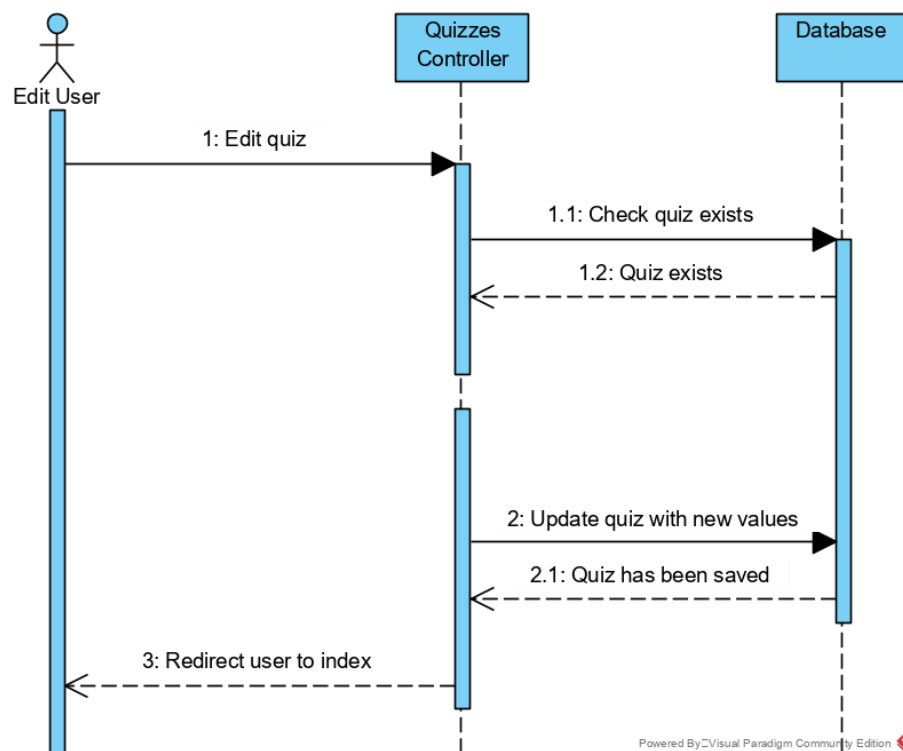 Quizzes
Controller
Database
Edit User
1: Edit quiz
1.1: Check quiz exists
1.2: Quiz exists
2: Update quiz with new values
2.1: Quiz has been saved
3: Redirect user to index
Powered By Visual Paradigm Community Edition